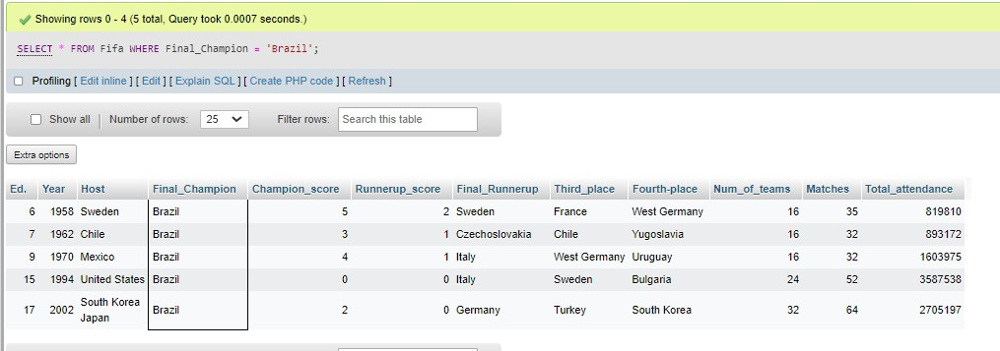 Showing rows 0 - 4 (5 total, Query took 0.0007 seconds.)
SELECT * FROM Fifa WHERE Final_Champion = 'Brazil';
Profiling [ Edit inline ] [ Edit ] [ Explain SQL ] [ Create PHP code ] [ Refresh ]
Show all | Number of rows: 25 Filter rows: Search this table
Extra options
Ed. Year Host Final_Champion Champion_score Runnerup_score Final_Runnerup Third_place Fourth-place Num_of_teams Matches Total_attendance
6 1958 Sweden Brazil 5 2 Sweden France West Germany 16 35 819810
7 1962 Chile Brazil 3 1 Czechoslovakia Chile Yugoslavia 16 32 893172
9 1970 Mexico Brazil 4 1 Italy West Germany Uruguay 16 32 1603975
15 1994 United States Brazil 0 0 Italy Sweden Bulgaria 24 52 3587538
17 2002 South Korea Japan Brazil 2 0 Germany Turkey South Korea 32 64 2705197